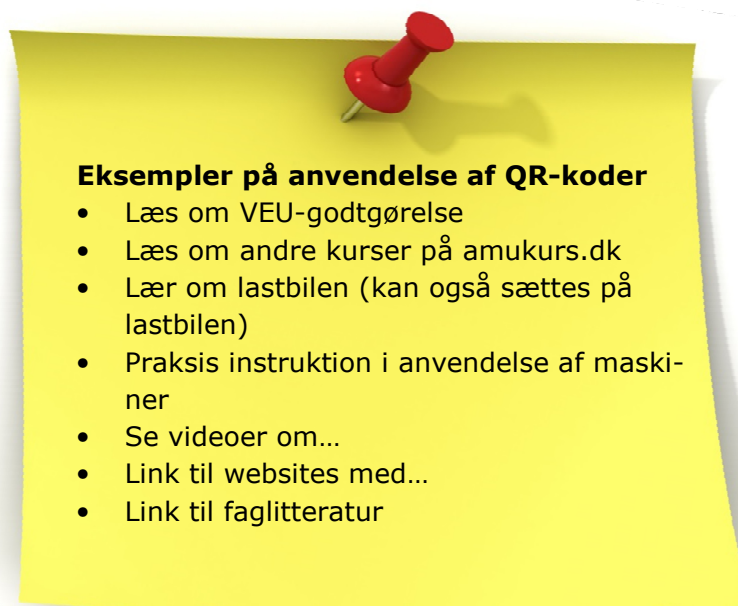 Eksempler på anvendelse af QR-koder
• Læs om VEU-godtgørelse
• Læs om andre kurser på amukurs.dk
• Lær om lastbilen (kan også sættes på
lastbilen)
• Praksis instruktion i anvendelse af maski-
ner
• Se videoer om…
• Link til websites med…
• Link til faglitteratur